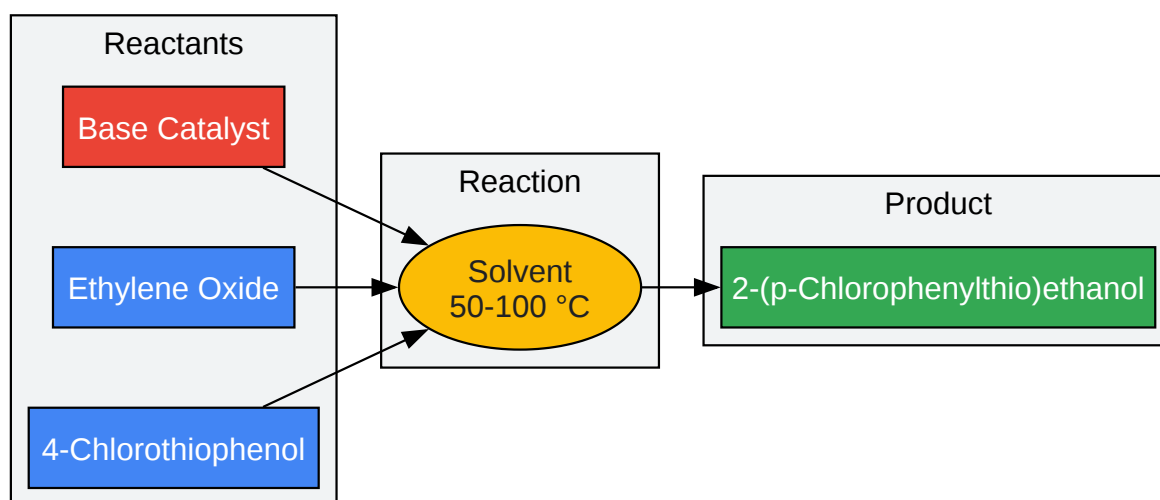 Reactants
Base Catalyst
Ethylene Oxide
4-Chlorothiophenol
Reaction
Solvent
50-100 °C
Product
2-(p-Chlorophenylthio)ethanol